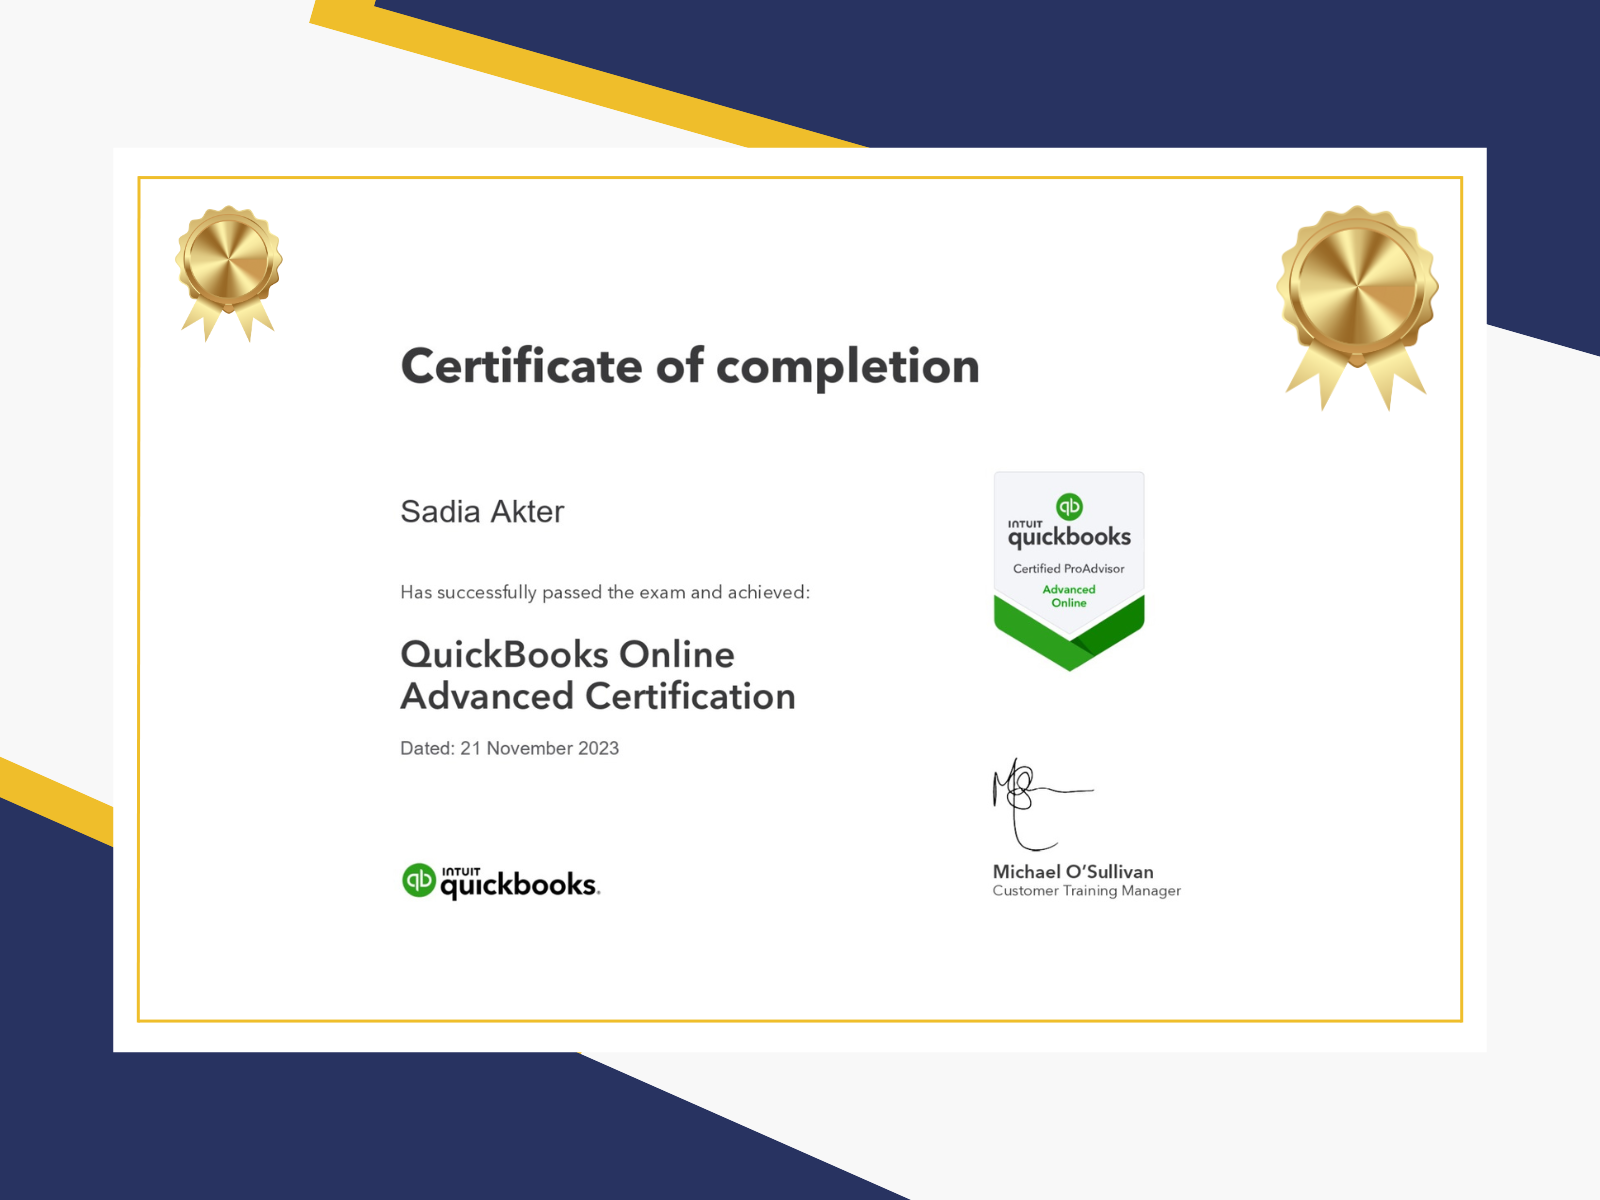 Certificate of completion
Sadia Akter
Has successfully passed the exam and achieved:
QuickBooks Online
Advanced Certification
Dated: 21 November 2023
qb
INTUIT
quickbooks
Certified ProAdvisor
Advanced
Online
Michael O’Sullivan
Customer Training Manager
qb
INTUIT
quickbooks.